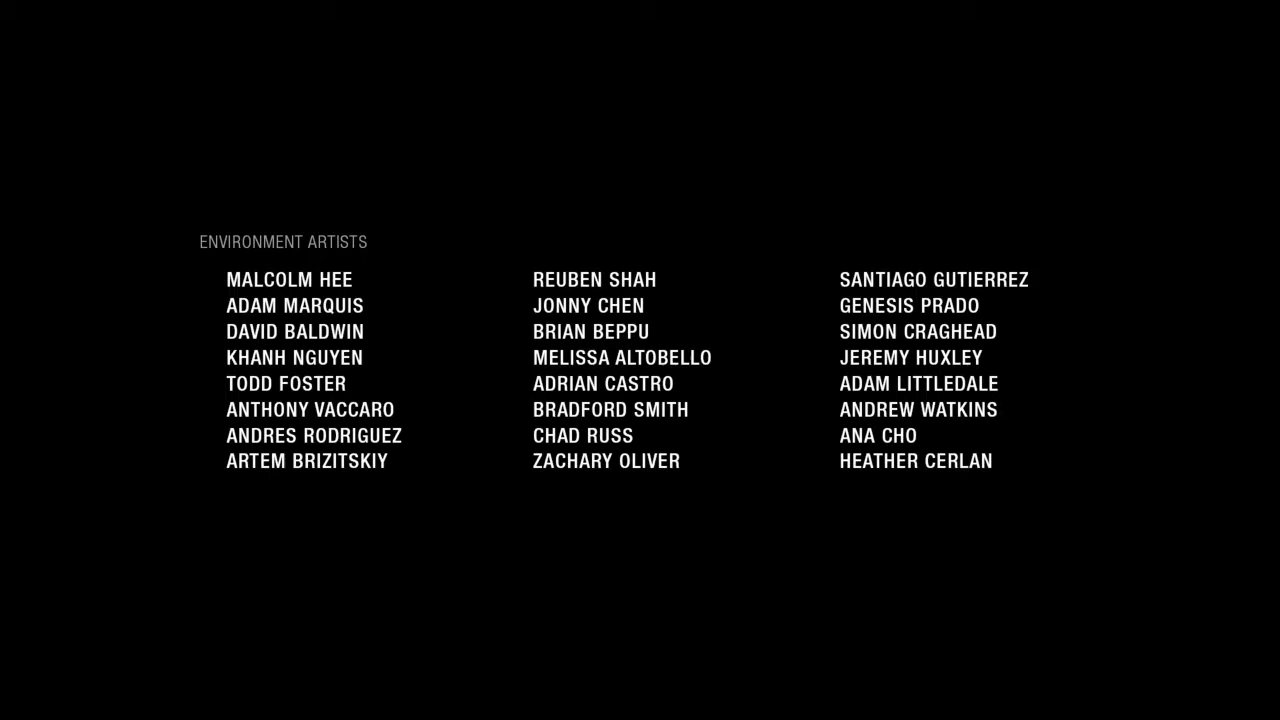 ENVIRONMENT ARTISTS
MALCOLM HEE
ADAM MARQUIS
DAVID BALDWIN
KHANH NGUYEN
TODD FOSTER
ANTHONY VACCARO
ANDRES RODRIGUEZ
ARTEM BRIZITSKIY
REUBEN SHAH
JONNY CHEN
BRIAN BEPPU
MELISSA ALTOBELLO
ADRIAN CASTRO
BRADFORD SMITH
CHAD RUSS
ZACHARY OLIVER
SANTIAGO GUTIERREZ
GENESIS PRADO
SIMON CRAGHEAD
JEREMY HUXLEY
ADAM LITTLEDALE
ANDREW WATKINS
ANA CHO
HEATHER CERLAN